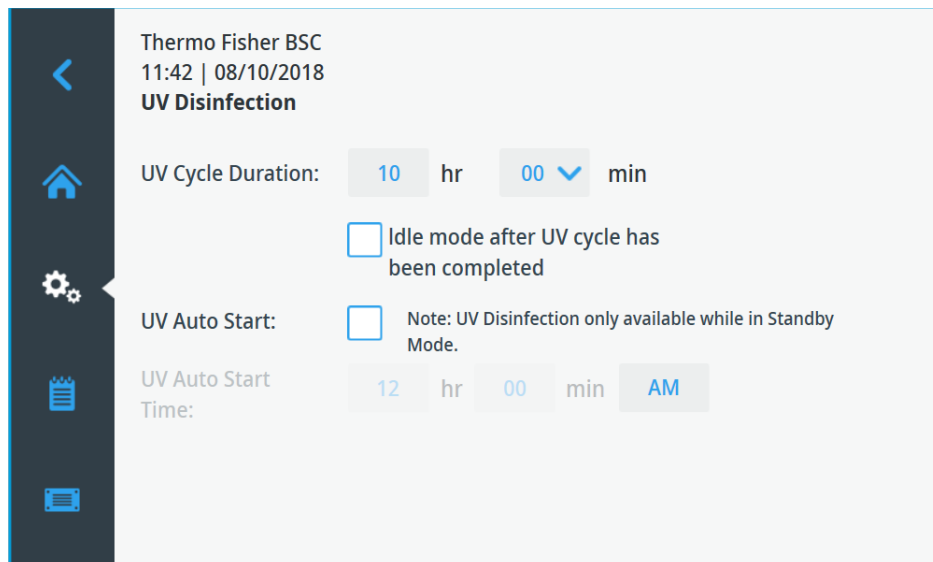 Thermo Fisher BSC
11:42 | 08/10/2018
UV Disinfection
UV Cycle Duration: 10 hr 00 min
Idle mode after UV cycle has
been completed
UV Auto Start: Note: UV Disinfection only available while in Standby
Mode.
UV Auto Start
Time: 12 hr 00 min AM